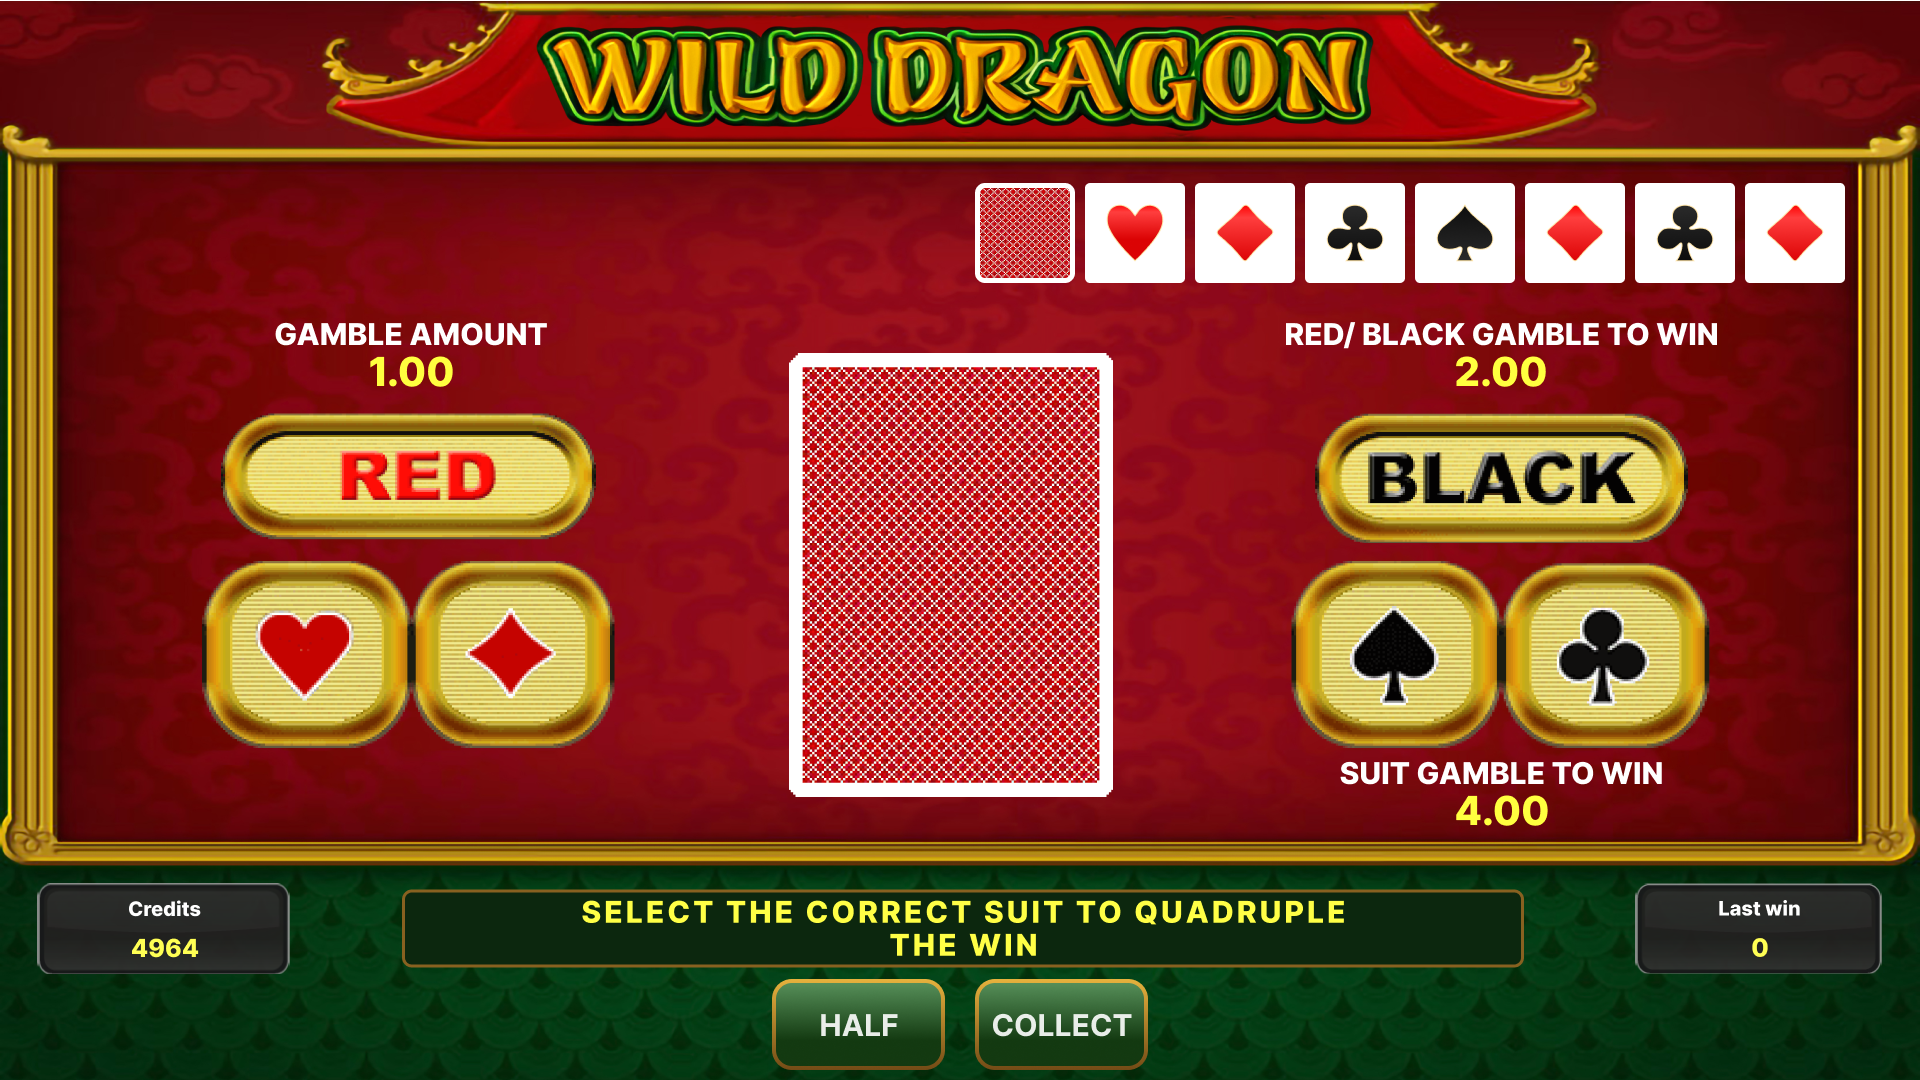 WILD DRAGON
GAMBLE AMOUNT
1.00
RED/ BLACK GAMBLE TO WIN
2.00
RED
BLACK
SUIT GAMBLE TO WIN
4.00
Credits
4964
SELECT THE CORRECT SUIT TO QUADRUPLE
THE WIN
Last win
0
HALF
COLLECT